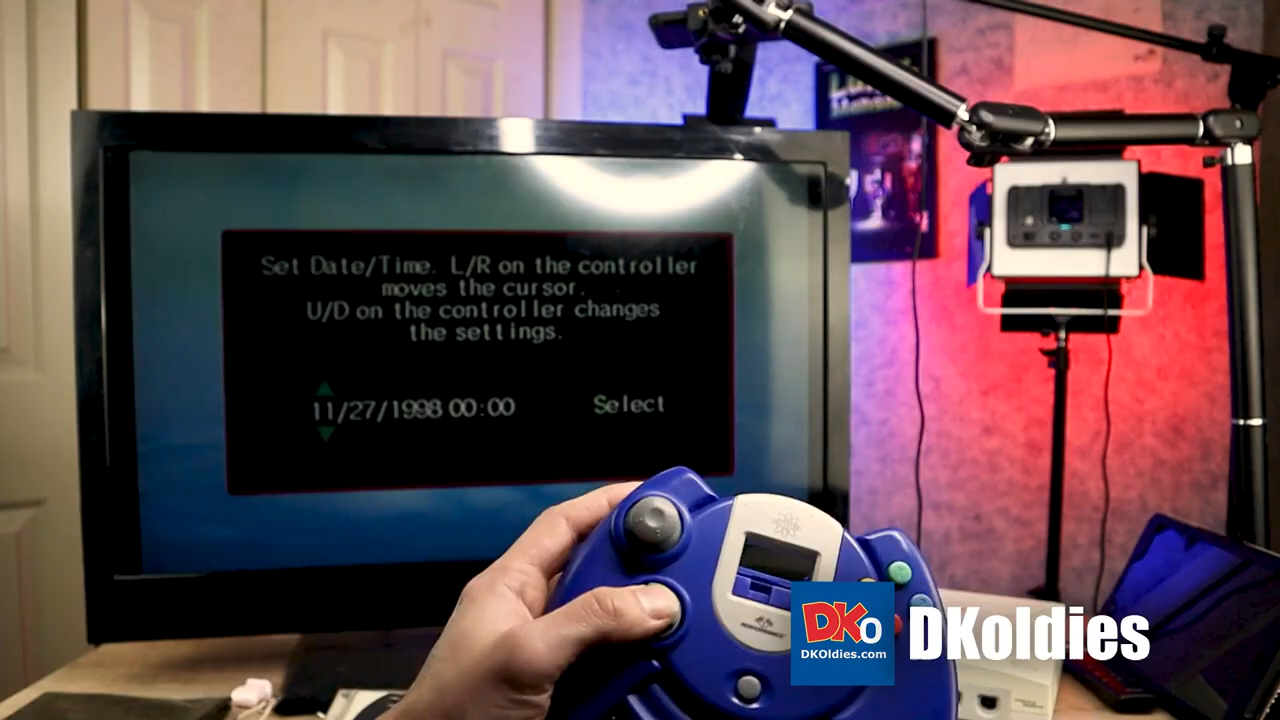 Set Date/Time. L/R on the controller
moves the cursor.
U/D on the controller changes
the settings.
11/27/1998 00:00 Select
PERFORMANCE
DKO
DKOldies.com
DKoldies